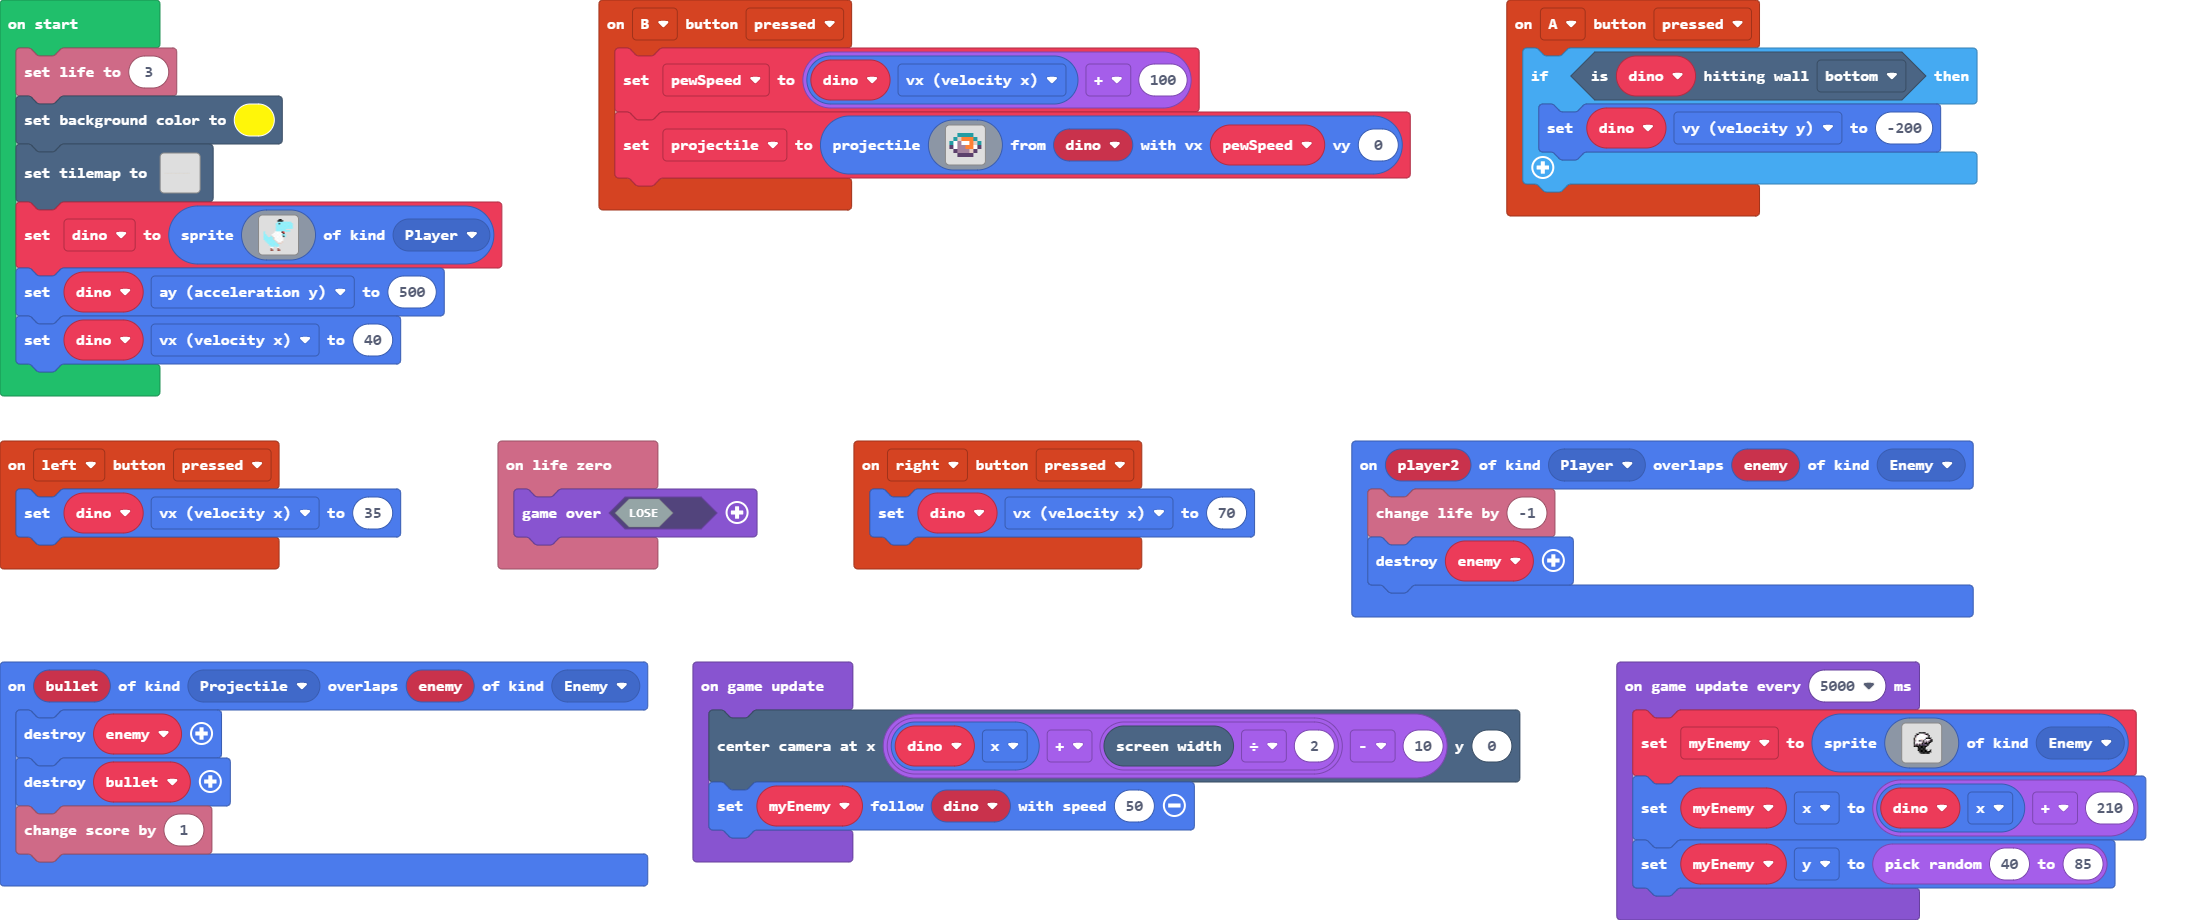 on start
set life to 3
set background color to
set tilemap to
set dino to sprite of kind Player
set dino ay (acceleration y) to 500
set dino vx (velocity x) to 40
on B button pressed
set pewSpeed to dino vx (velocity x) + 100
set projectile to projectile from dino with vx pewSpeed vy 0
on A button pressed
if is dino hitting wall bottom then
set dino vy (velocity y) to -200
on left button pressed
set dino vx (velocity x) to 35
on life zero
game over LOSE
on right button pressed
set dino vx (velocity x) to 70
on player2 of kind Player overlaps enemy of kind Enemy
change life by -1
destroy enemy
on bullet of kind Projectile overlaps enemy of kind Enemy
destroy enemy
destroy bullet
change score by 1
on game update
center camera at x dino x + screen width ÷ 2 - 10 y 0
set myEnemy follow dino with speed 50
on game update every 5000 ms
set myEnemy to sprite of kind Enemy
set myEnemy x to dino x + 210
set myEnemy y to pick random 40 to 85